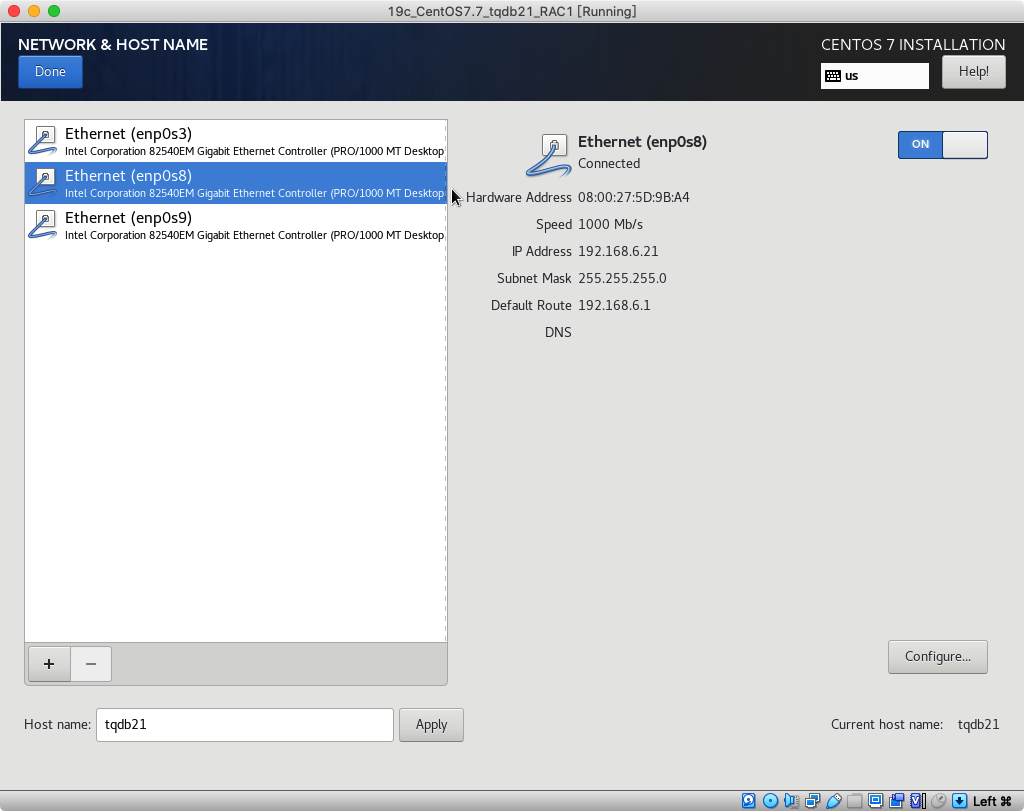 19c_CentOS7.7_tqdb21_RAC1 [Running]
NETWORK & HOST NAME
CENTOS 7 INSTALLATION
Done
us
Help!
Ethernet (enp0s3)
Intel Corporation 82540EM Gigabit Ethernet Controller (PRO/1000 MT Desktop
Ethernet (enp0s8)
Intel Corporation 82540EM Gigabit Ethernet Controller (PRO/1000 MT Desktop
Ethernet (enp0s9)
Intel Corporation 82540EM Gigabit Ethernet Controller (PRO/1000 MT Desktop
Ethernet (enp0s8)
Connected
ON
Hardware Address 08:00:27:5D:9B:A4
Speed 1000 Mb/s
IP Address 192.168.6.21
Subnet Mask 255.255.255.0
Default Route 192.168.6.1
DNS
Configure...
Host name: tqdb21 Apply
Current host name: tqdb21
Left ⌘